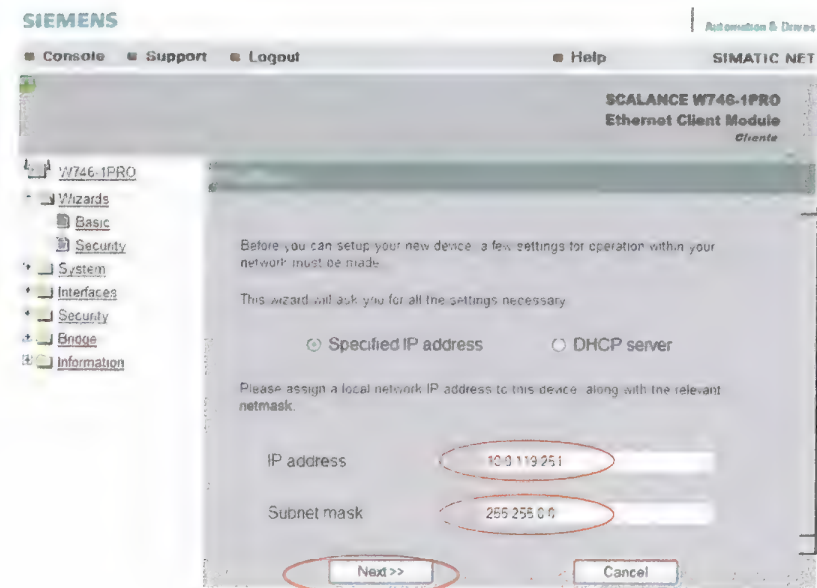 SIEMENS
Automation & Drives
Console Support Logout Help SIMATIC NET
SCALANCE W746-1PRO
Ethernet Client Module
Cliente
W746-1PRO
Wizards
Basic
Security
System
Interfaces
Security
Bridge
Information
Before you can setup your new device, a few settings for operation within your
network must be made.
This wizard will ask you for all the settings necessary.
Specified IP address DHCP server
Please assign a local network IP address to this device, along with the relevant
netmask.
IP address
Subnet mask 255.255.0.0
Next>> Cancel